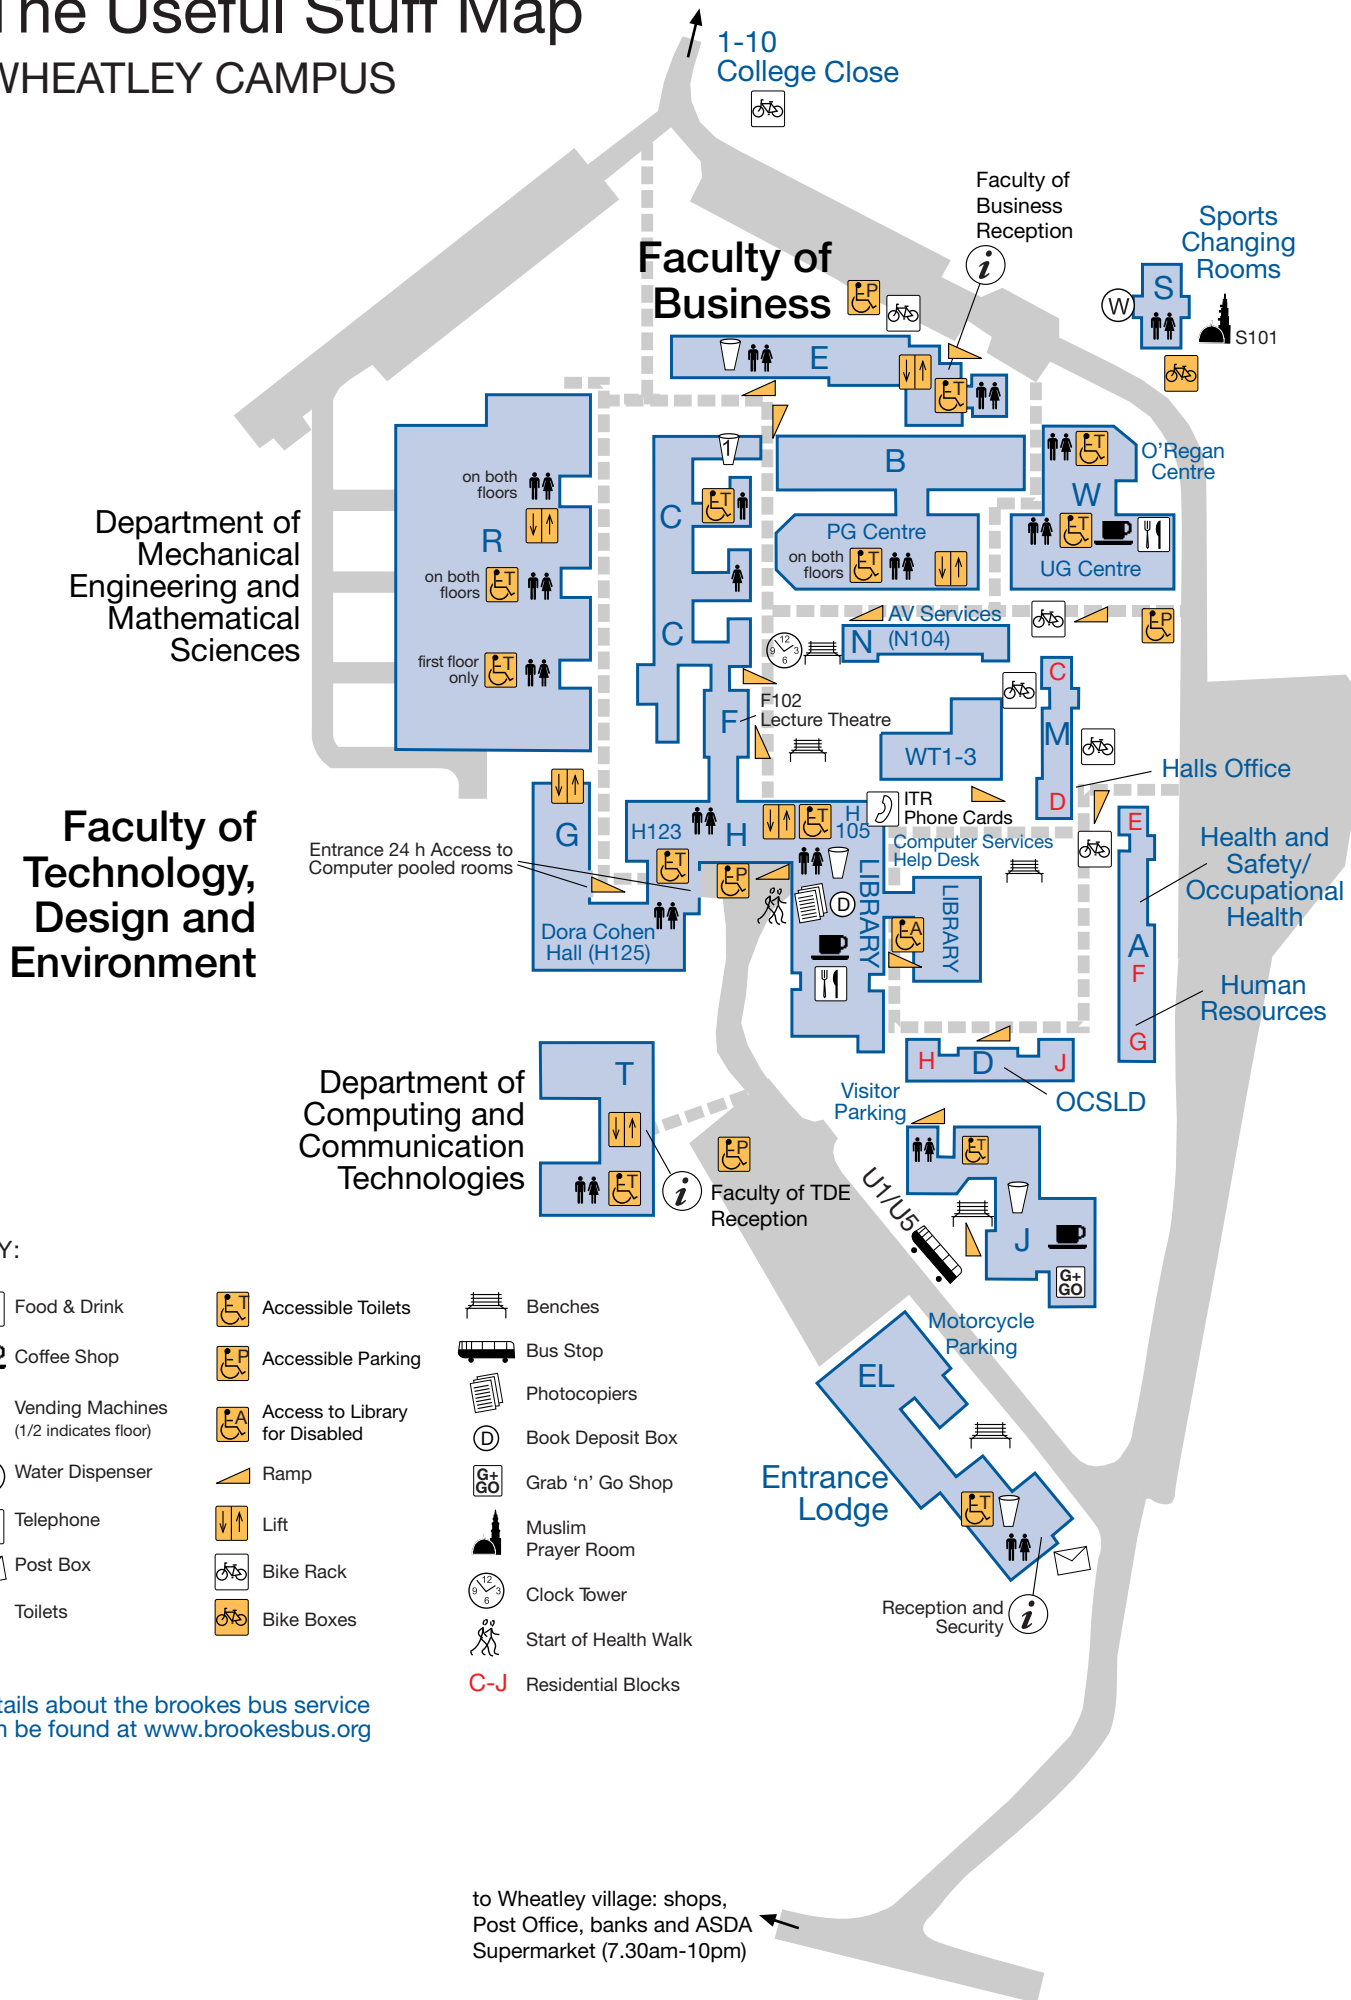 The Useful Stuff Map
WHEATLEY CAMPUS
1-10
College Close
Faculty of
Business
Reception
Sports
Changing
Rooms
Faculty of
Business
S
W
S101
E
1
B
O'Regan
Centre
W
on both
floors
C
Department of
Mechanical
Engineering and
Mathematical
Sciences
R
PG Centre
on both
floors
UG Centre
on both
floors
AV Services
N (N104)
C
first floor
only
C
F102
Lecture Theatre
F
M
WT1-3
Halls Office
D
ITR
Phone Cards
Faculty of
Technology,
Design and
Environment
G
H123
H
H
105
E
Entrance 24 h Access to
Computer pooled rooms
Computer Services
Help Desk
Health and
Safety/
Occupational
Health
LIBRARY
LIBRARY
D
Dora Cohen
Hall (H125)
A
F
Human
Resources
G
H
D
J
OCSLD
Visitor
Parking
Department of
Computing and
Communication
Technologies
T
Faculty of TDE
Reception
U1/U5
J
G+
GO
Motorcycle
Parking
EL
Entrance
Lodge
Reception and
Security
Y:
Food & Drink
Coffee Shop
Vending Machines
(1/2 indicates floor)
Water Dispenser
Telephone
Post Box
Toilets
Accessible Toilets
Accessible Parking
Access to Library
for Disabled
Ramp
Lift
Bike Rack
Bike Boxes
Benches
Bus Stop
Photocopiers
D Book Deposit Box
G+
GO Grab 'n' Go Shop
Muslim
Prayer Room
Clock Tower
Start of Health Walk
C-J Residential Blocks
tails about the brookes bus service
n be found at www.brookesbus.org
to Wheatley village: shops,
Post Office, banks and ASDA
Supermarket (7.30am-10pm)